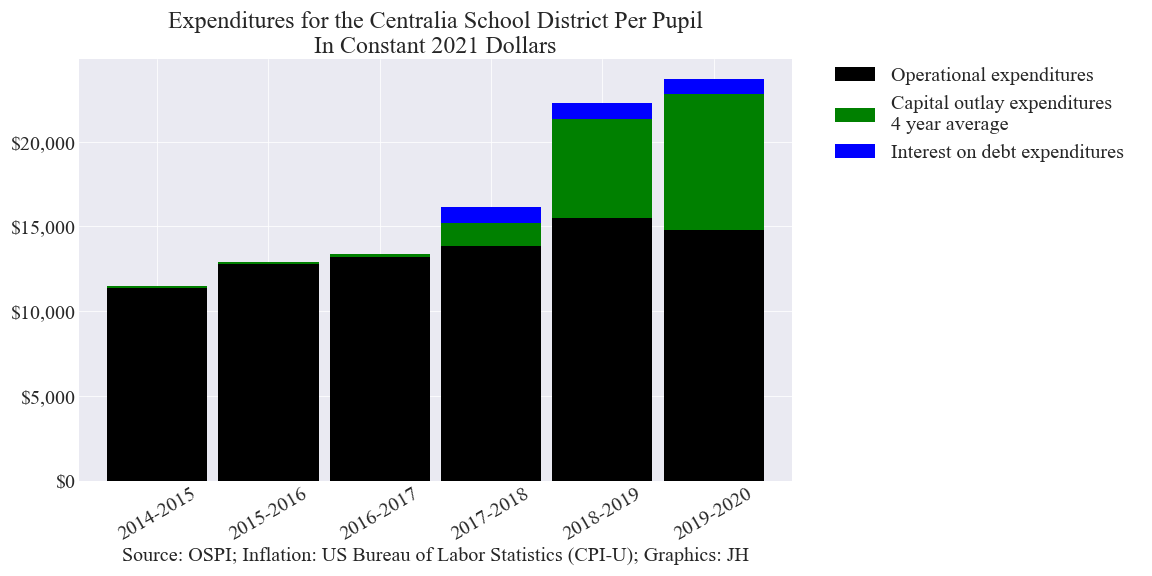 Expenditures for the Centralia School District Per Pupil
In Constant 2021 Dollars
Operational expenditures
Capital outlay expenditures
4 year average
Interest on debt expenditures
$20,000
$15,000
$10,000
$5,000
$0
2014-2015
2015-2016
2016-2017
2017-2018
2018-2019
2019-2020
Source: OSPI; Inflation: US Bureau of Labor Statistics (CPI-U); Graphics: JH